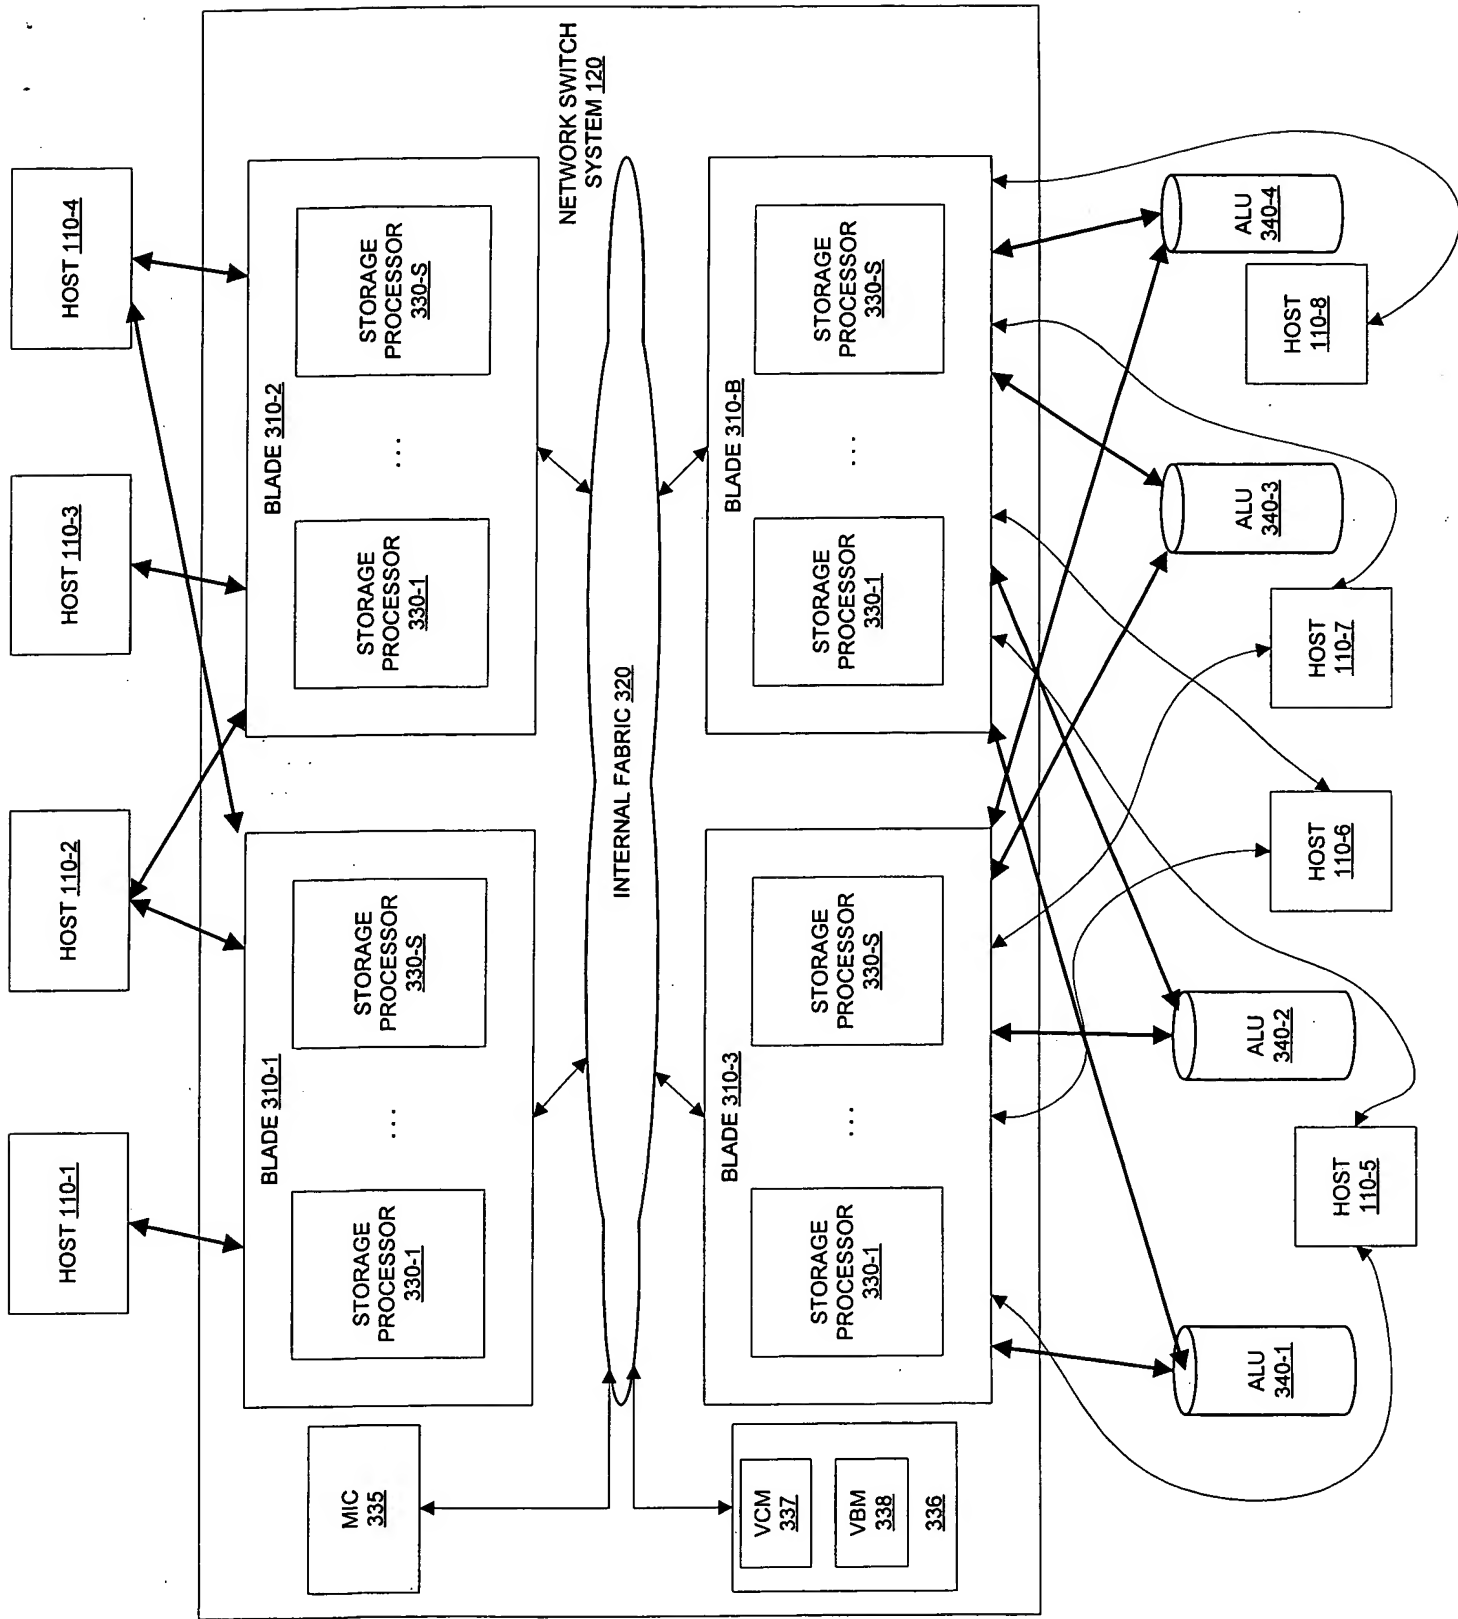 HOST 110-1
HOST 110-2
HOST 110-3
HOST 110-4
NETWORK SWITCH
SYSTEM 120
MIC
335
BLADE 310-1
STORAGE
PROCESSOR
330-1
...
STORAGE
PROCESSOR
330-S
BLADE 310-2
STORAGE
PROCESSOR
330-1
...
STORAGE
PROCESSOR
330-S
INTERNAL FABRIC 320
VCM
337
VBM
338
336
BLADE 310-3
STORAGE
PROCESSOR
330-1
...
STORAGE
PROCESSOR
330-S
BLADE 310-B
STORAGE
PROCESSOR
330-1
...
STORAGE
PROCESSOR
330-S
ALU
340-1
HOST
110-5
ALU
340-2
HOST
110-6
HOST
110-7
ALU
340-3
HOST
110-8
ALU
340-4